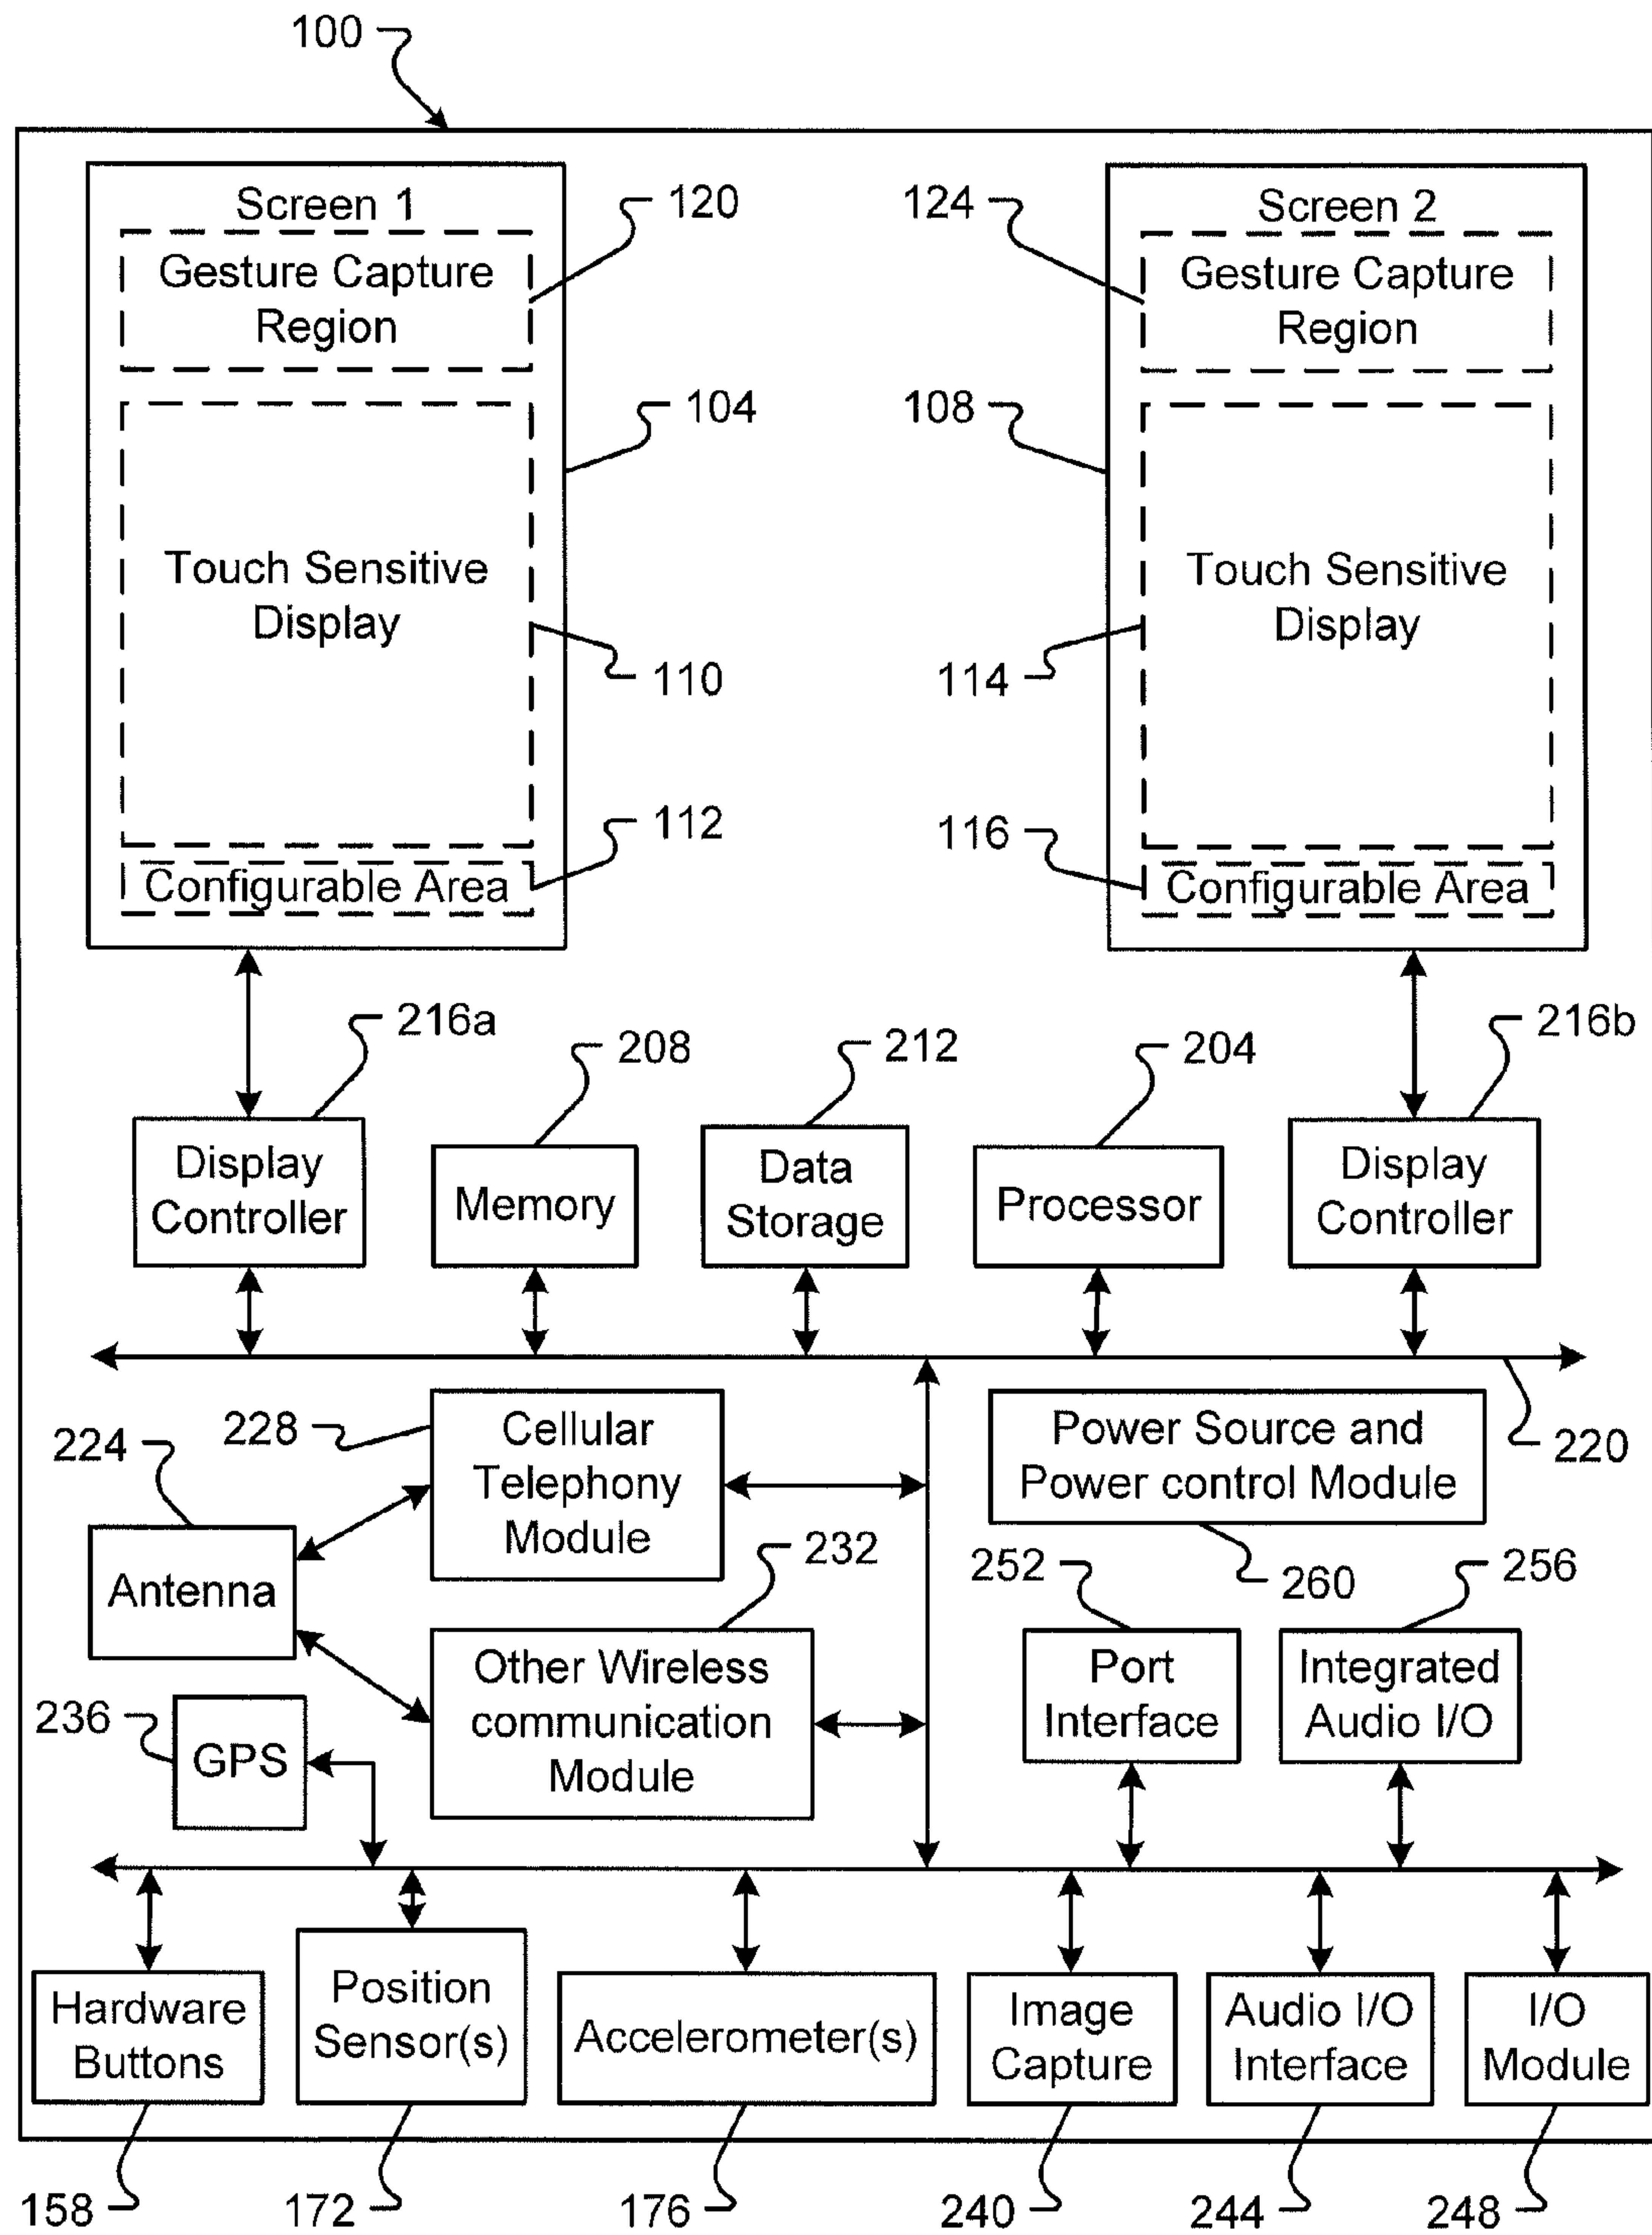 100
Screen 1
120
124
Screen 2
Gesture Capture
Region
Gesture Capture
Region
104
108
Touch Sensitive
Display
Touch Sensitive
Display
110
114
112
116
Configurable Area
Configurable Area
216a
208
212
204
216b
Display
Controller
Memory
Data
Storage
Processor
Display
Controller
220
228
Cellular
Telephony
Module
Power Source and
Power control Module
224
Antenna
232
252
260
256
Other Wireless
communication
Module
Port
Interface
Integrated
Audio I/O
236
GPS
Hardware
Buttons
Position
Sensor(s)
Accelerometer(s)
Image
Capture
Audio I/O
Interface
I/O
Module
158
172
176
240
244
248